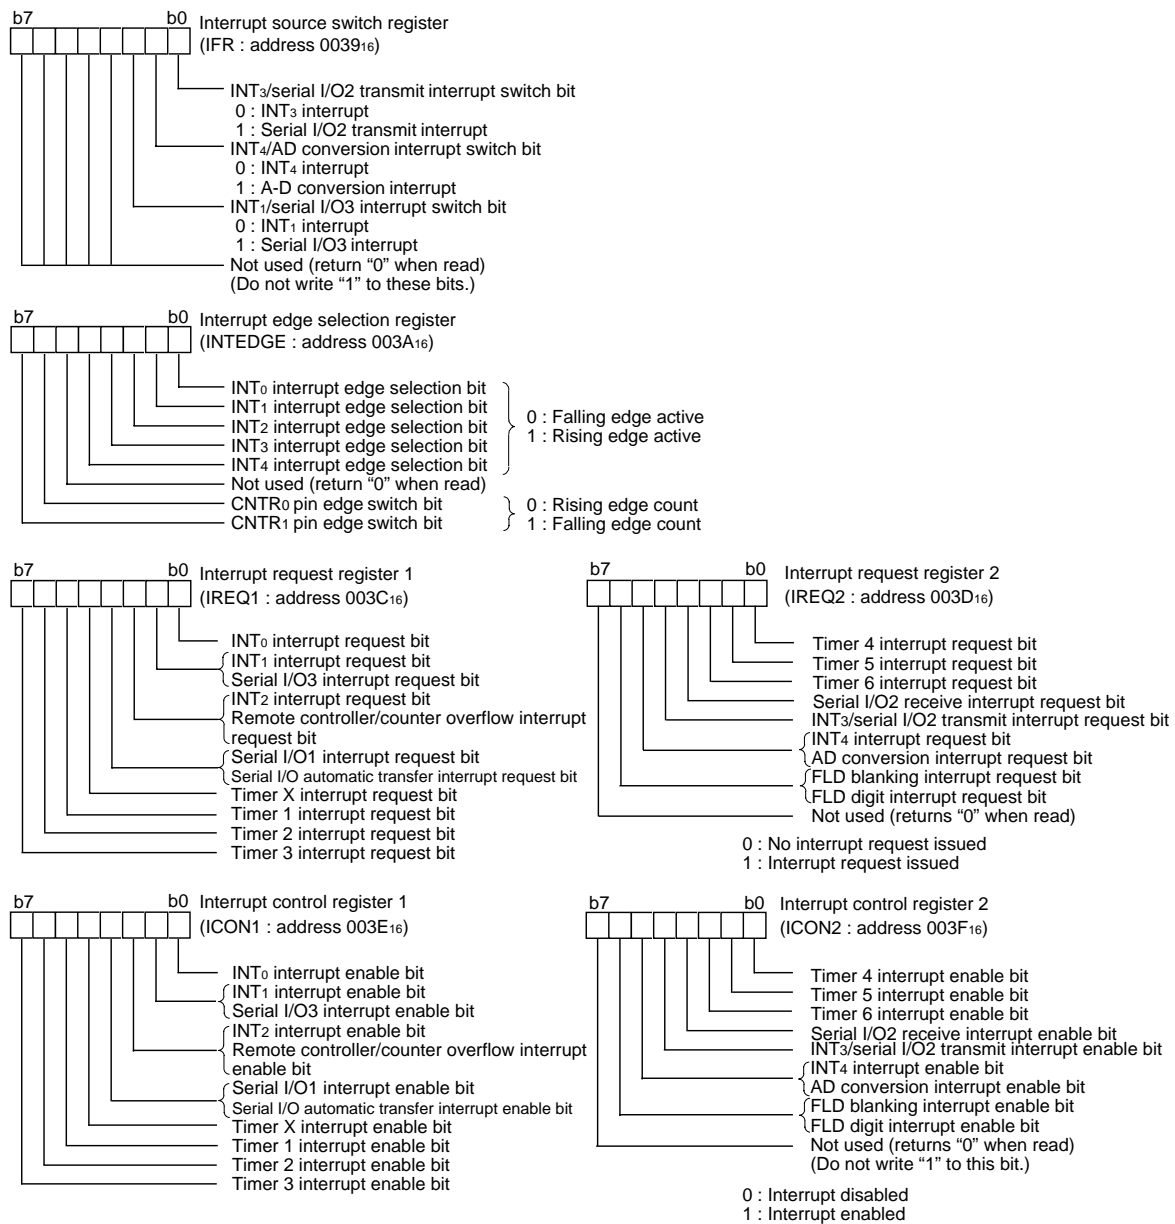 b7 b0 Interrupt source switch register
(IFR : address 003916)
INT3/serial I/O2 transmit interrupt switch bit
0 : INT3 interrupt
1 : Serial I/O2 transmit interrupt
INT4/AD conversion interrupt switch bit
0 : INT4 interrupt
1 : A-D conversion interrupt
INT1/serial I/O3 interrupt switch bit
0 : INT1 interrupt
1 : Serial I/O3 interrupt
Not used (return “0” when read)
(Do not write “1” to these bits.)
b7 b0 Interrupt edge selection register
(INTEDGE : address 003A16)
INT0 interrupt edge selection bit
INT1 interrupt edge selection bit
INT2 interrupt edge selection bit
INT3 interrupt edge selection bit
INT4 interrupt edge selection bit
0 : Falling edge active
1 : Rising edge active
Not used (return “0” when read)
CNTR0 pin edge switch bit
CNTR1 pin edge switch bit
0 : Rising edge count
1 : Falling edge count
b7 b0 Interrupt request register 1
(IREQ1 : address 003C16)
INT0 interrupt request bit
INT1 interrupt request bit
Serial I/O3 interrupt request bit
INT2 interrupt request bit
Remote controller/counter overflow interrupt
request bit
Serial I/O1 interrupt request bit
Serial I/O automatic transfer interrupt request bit
Timer X interrupt request bit
Timer 1 interrupt request bit
Timer 2 interrupt request bit
Timer 3 interrupt request bit
b7 b0 Interrupt request register 2
(IREQ2 : address 003D16)
Timer 4 interrupt request bit
Timer 5 interrupt request bit
Timer 6 interrupt request bit
Serial I/O2 receive interrupt request bit
INT3/serial I/O2 transmit interrupt request bit
INT4 interrupt request bit
AD conversion interrupt request bit
FLD blanking interrupt request bit
FLD digit interrupt request bit
Not used (returns “0” when read)
0 : No interrupt request issued
1 : Interrupt request issued
b7 b0 Interrupt control register 1
(ICON1 : address 003E16)
INT0 interrupt enable bit
INT1 interrupt enable bit
Serial I/O3 interrupt enable bit
INT2 interrupt enable bit
Remote controller/counter overflow interrupt
enable bit
Serial I/O1 interrupt enable bit
Serial I/O automatic transfer interrupt enable bit
Timer X interrupt enable bit
Timer 1 interrupt enable bit
Timer 2 interrupt enable bit
Timer 3 interrupt enable bit
b7 b0 Interrupt control register 2
(ICON2 : address 003F16)
Timer 4 interrupt enable bit
Timer 5 interrupt enable bit
Timer 6 interrupt enable bit
Serial I/O2 receive interrupt enable bit
INT3/serial I/O2 transmit interrupt enable bit
INT4 interrupt enable bit
AD conversion interrupt enable bit
FLD blanking interrupt enable bit
FLD digit interrupt enable bit
Not used (returns “0” when read)
(Do not write “1” to this bit.)
0 : Interrupt disabled
1 : Interrupt enabled